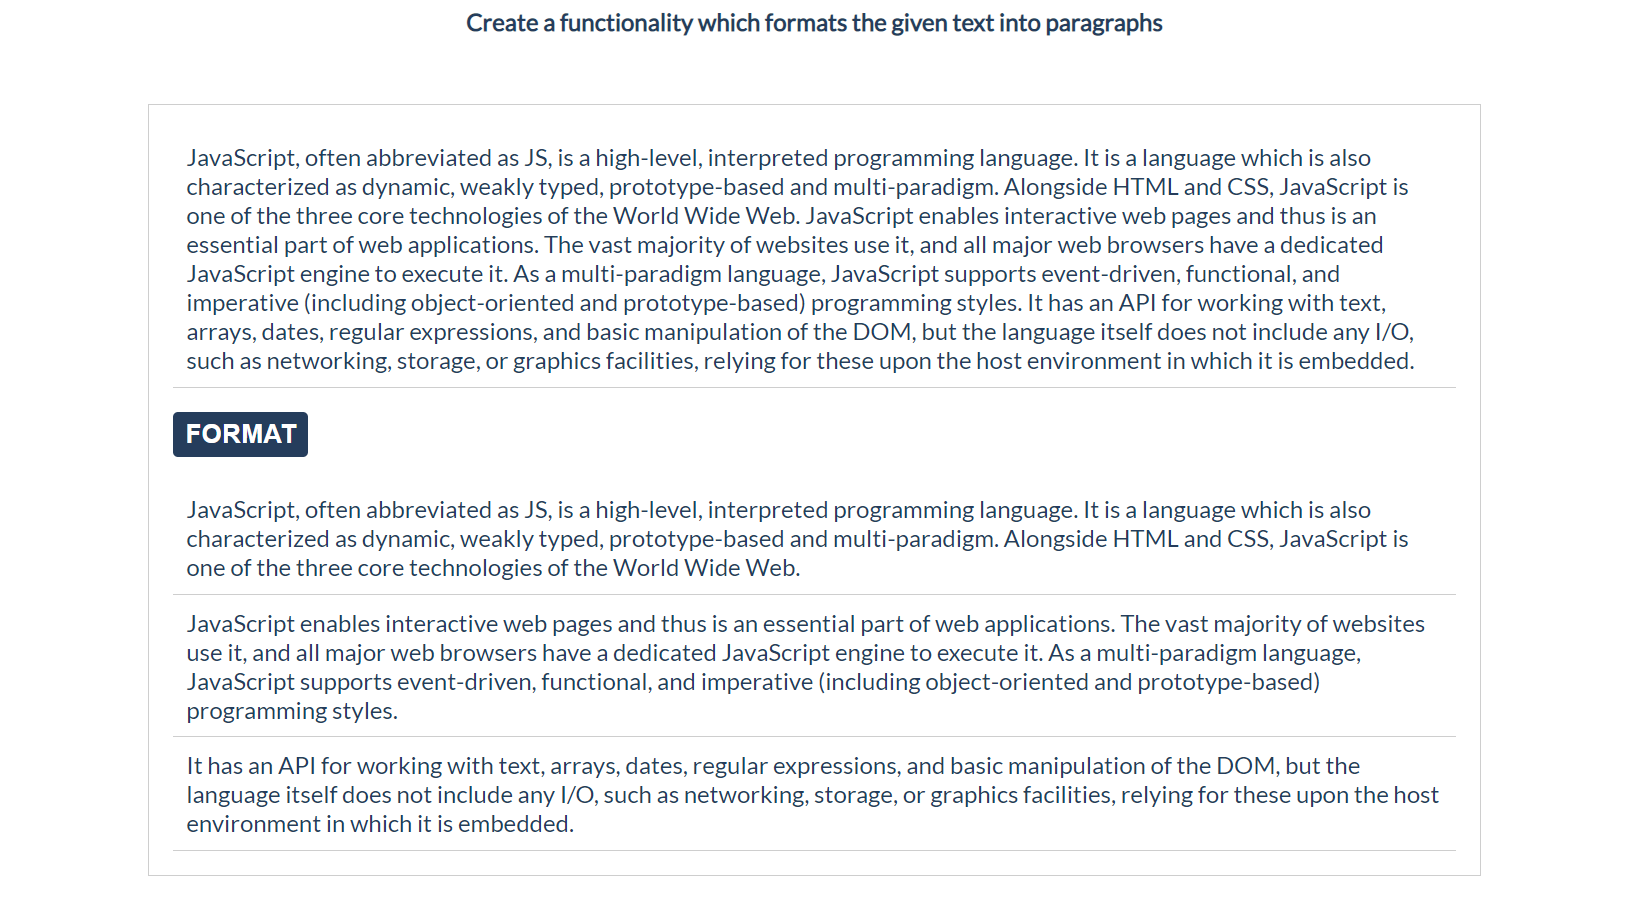 Create a functionality which formats the given text into paragraphs
JavaScript, often abbreviated as JS, is a high-level, interpreted programming language. It is a language which is also
characterized as dynamic, weakly typed, prototype-based and multi-paradigm. Alongside HTML and CSS, JavaScript is
one of the three core technologies of the World Wide Web. JavaScript enables interactive web pages and thus is an
essential part of web applications. The vast majority of websites use it, and all major web browsers have a dedicated
JavaScript engine to execute it. As a multi-paradigm language, JavaScript supports event-driven, functional, and
imperative (including object-oriented and prototype-based) programming styles. It has an API for working with text,
arrays, dates, regular expressions, and basic manipulation of the DOM, but the language itself does not include any I/O,
such as networking, storage, or graphics facilities, relying for these upon the host environment in which it is embedded.
FORMAT
JavaScript, often abbreviated as JS, is a high-level, interpreted programming language. It is a language which is also
characterized as dynamic, weakly typed, prototype-based and multi-paradigm. Alongside HTML and CSS, JavaScript is
one of the three core technologies of the World Wide Web.
JavaScript enables interactive web pages and thus is an essential part of web applications. The vast majority of websites
use it, and all major web browsers have a dedicated JavaScript engine to execute it. As a multi-paradigm language,
JavaScript supports event-driven, functional, and imperative (including object-oriented and prototype-based)
programming styles.
It has an API for working with text, arrays, dates, regular expressions, and basic manipulation of the DOM, but the
language itself does not include any I/O, such as networking, storage, or graphics facilities, relying for these upon the host
environment in which it is embedded.